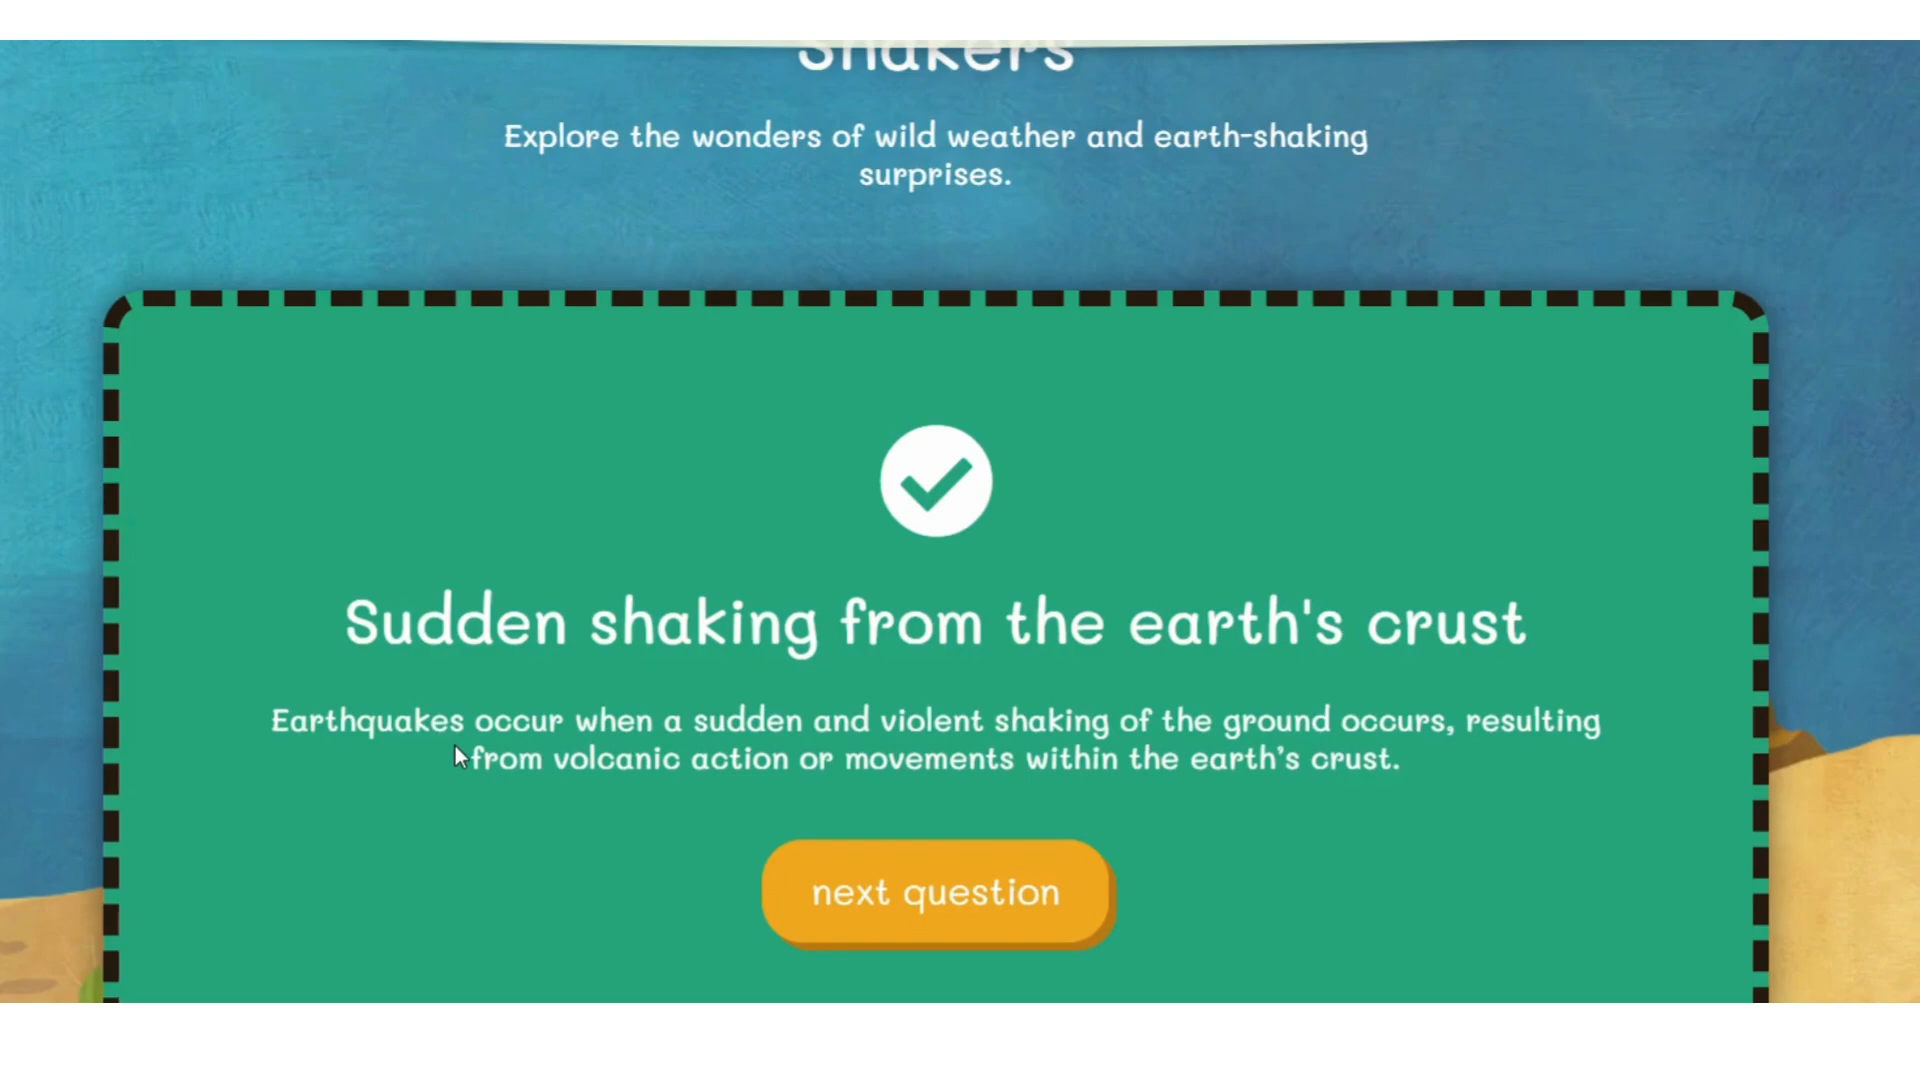 Shakers
Explore the wonders of wild weather and earth-shaking
surprises.
Sudden shaking from the earth's crust
Earthquakes occur when a sudden and violent shaking of the ground occurs, resulting
from volcanic action or movements within the earth’s crust.
next question